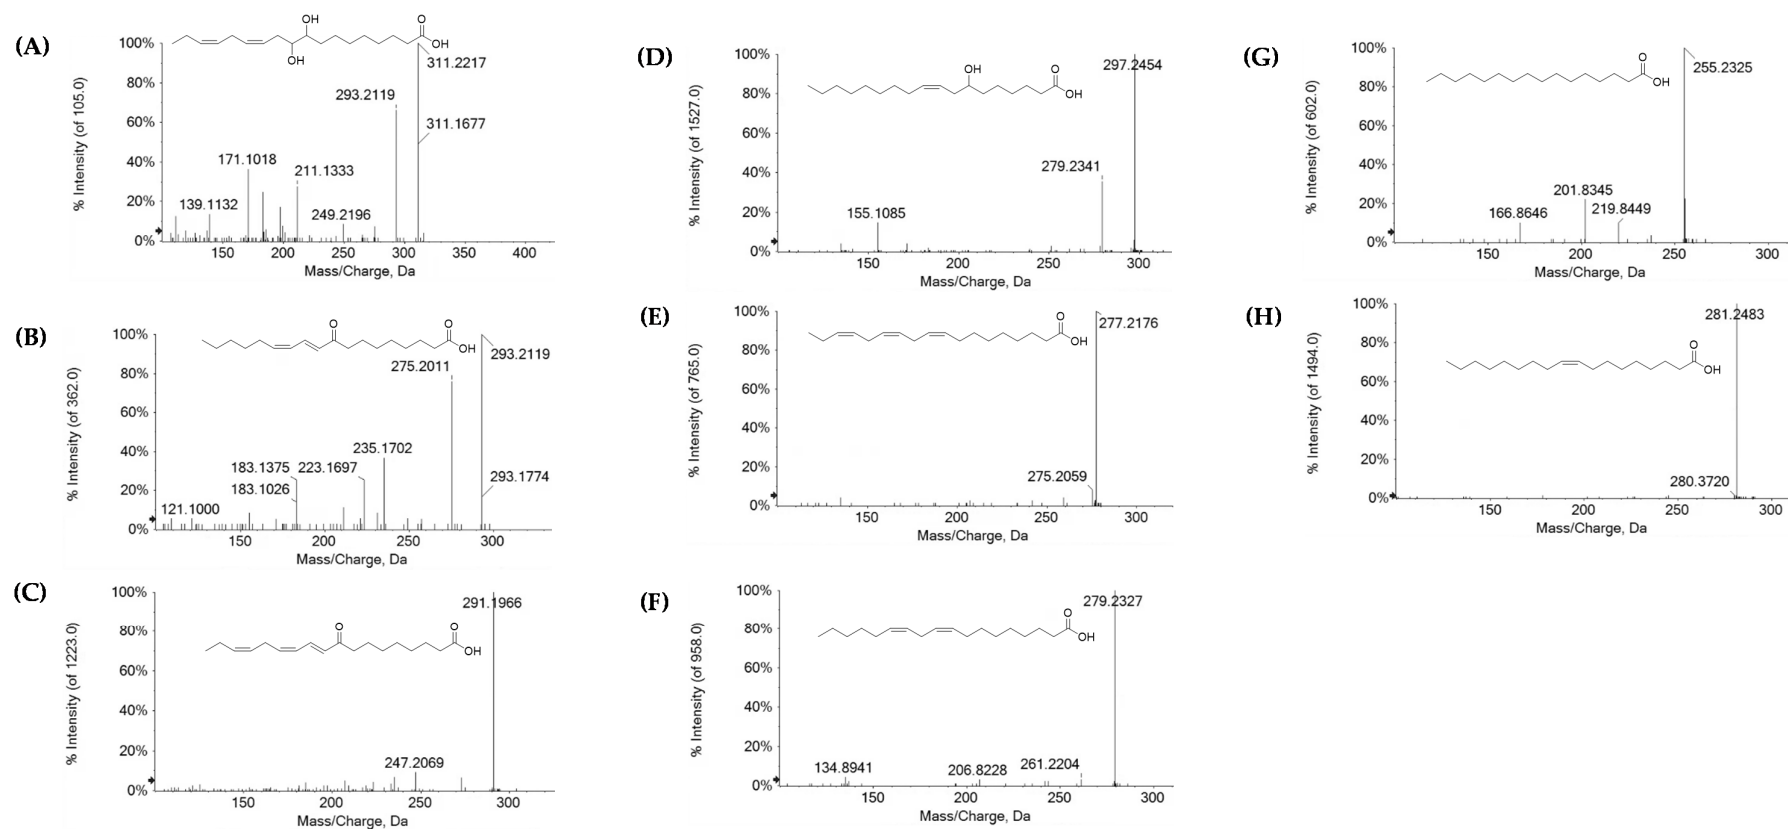 (A)
OH
O
OH
OH
% Intensity (of 105.0)
100%
80%
60%
40%
20%
0%
311.2217
293.2119
311.1677
171.1018
211.1333
139.1132
249.2196
150 200 250 300 350 400
Mass/Charge, Da
(B)
O
O
OH
% Intensity (of 362.0)
100%
80%
60%
40%
20%
0%
293.2119
275.2011
235.1702
183.1375
223.1697
183.1026
293.1774
121.1000
150 200 250 300
Mass/Charge, Da
(C)
O
O
OH
% Intensity (of 1223.0)
100%
80%
60%
40%
20%
0%
291.1966
247.2069
150 200 250 300
Mass/Charge, Da
(D)
OH
O
OH
% Intensity (of 1527.0)
100%
80%
60%
40%
20%
0%
297.2454
279.2341
155.1085
150 200 250 300
Mass/Charge, Da
(E)
O
OH
% Intensity (of 765.0)
100%
80%
60%
40%
20%
0%
277.2176
275.2059
150 200 250 300
Mass/Charge, Da
(F)
O
OH
% Intensity (of 958.0)
100%
80%
60%
40%
20%
0%
279.2327
134.8941
206.8228
261.2204
150 200 250 300
Mass/Charge, Da
(G)
O
OH
% Intensity (of 602.0)
100%
80%
60%
40%
20%
0%
255.2325
201.8345
166.8646
219.8449
150 200 250 300
Mass/Charge, Da
(H)
O
OH
% Intensity (of 1494.0)
100%
80%
60%
40%
20%
0%
281.2483
280.3720
150 200 250 300
Mass/Charge, Da